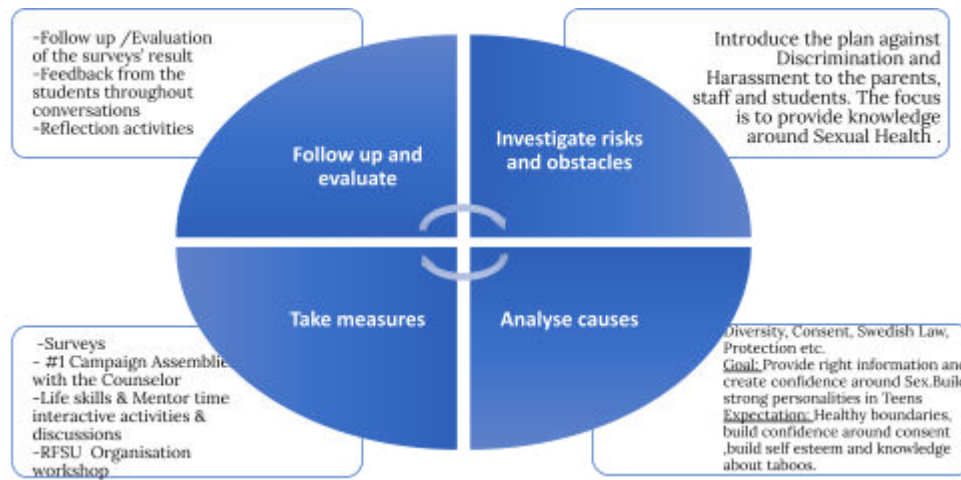 -Follow up /Evaluation
of the surveys' result
-Feedback from the
students throughout
conversations
-Reflection activities
Introduce the plan against
Discrimination and
Harassment to the parents,
staff and students. The focus
is to provide knowledge
around Sexual Health .
Follow up and
evaluate
Investigate risks
and obstacles
Take measures
Analyse causes
-Surveys
- #1 Campaign Assemblie
with the Counselor
-Life skills & Mentor time
interactive activities &
discussions
-RFSU Organisation
workshop
Diversity, Consent, Swedish Law,
Protection etc.
Goal: Provide right information and
create confidence around Sex.Build
strong personalities in Teens
Expectation: Healthy boundaries,
build confidence around consent
,build self esteem and knowledge
about taboos.